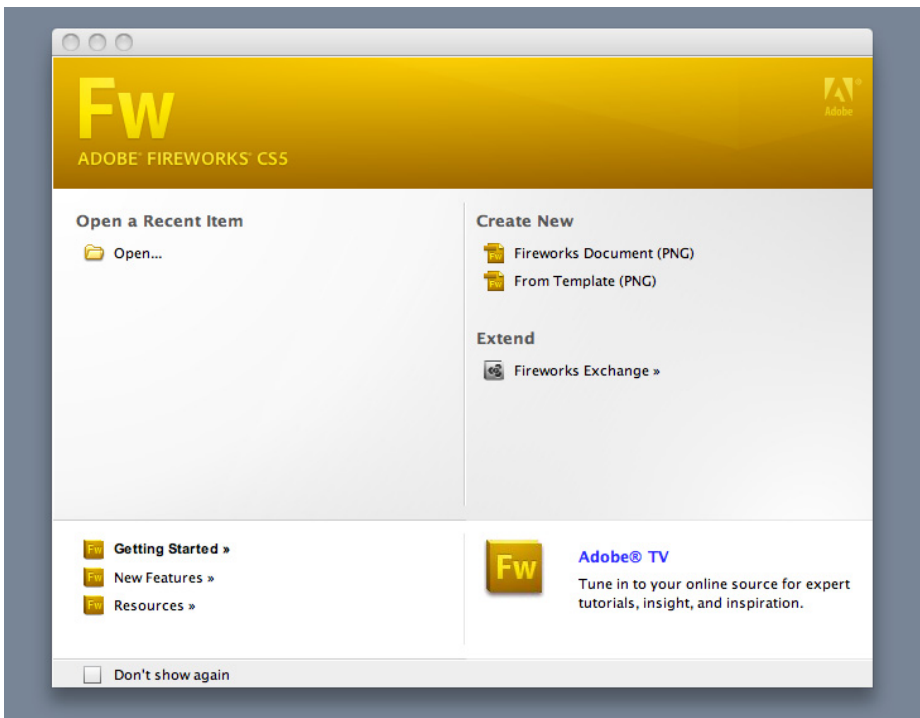 Fw
ADOBE® FIREWORKS® CS5
Adobe
Open a Recent Item
Open...
Create New
Fireworks Document (PNG)
From Template (PNG)
Extend
Fireworks Exchange »
Getting Started »
New Features »
Resources »
Fw
Adobe® TV
Tune in to your online source for expert
tutorials, insight, and inspiration.
Don't show again